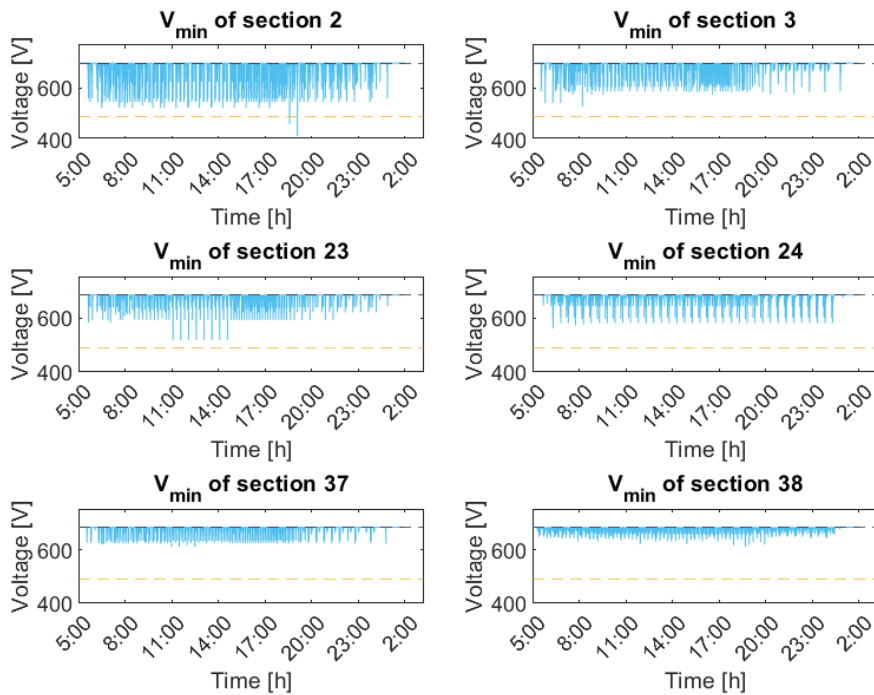 V_min of section 2
Voltage [V]
600
400
5:00 8:00 11:00 14:00 17:00 20:00 23:00 2:00
Time [h]
V_min of section 3
Voltage [V]
600
400
5:00 8:00 11:00 14:00 17:00 20:00 23:00 2:00
Time [h]
V_min of section 23
Voltage [V]
600
400
5:00 8:00 11:00 14:00 17:00 20:00 23:00 2:00
Time [h]
V_min of section 24
Voltage [V]
600
400
5:00 8:00 11:00 14:00 17:00 20:00 23:00 2:00
Time [h]
V_min of section 37
Voltage [V]
600
400
5:00 8:00 11:00 14:00 17:00 20:00 23:00 2:00
Time [h]
V_min of section 38
Voltage [V]
600
400
5:00 8:00 11:00 14:00 17:00 20:00 23:00 2:00
Time [h]